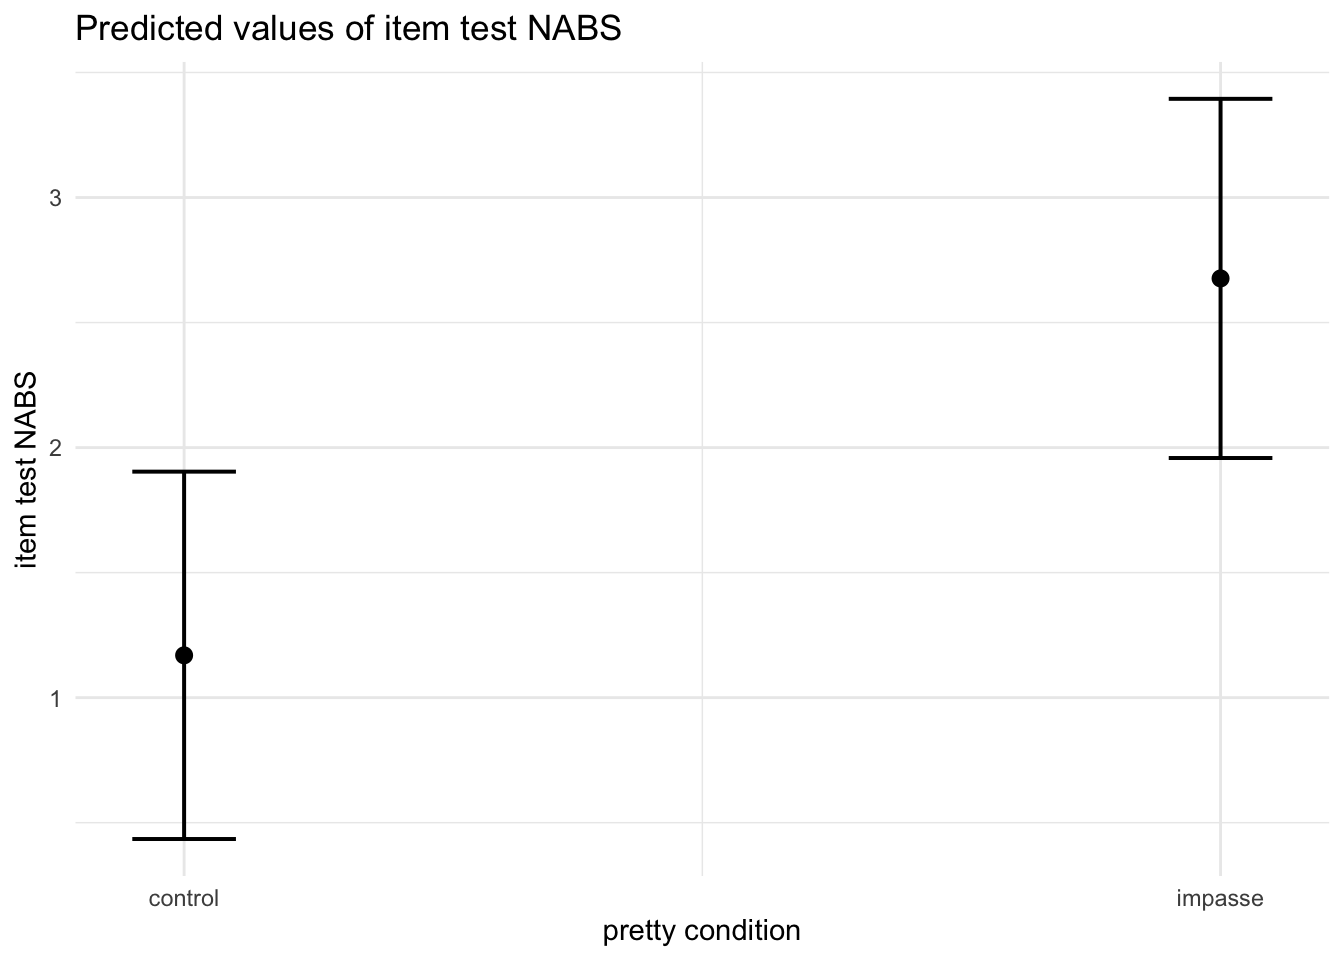 Predicted values of item test NABS
item test NABS
3
2
1
control
impasse
pretty condition